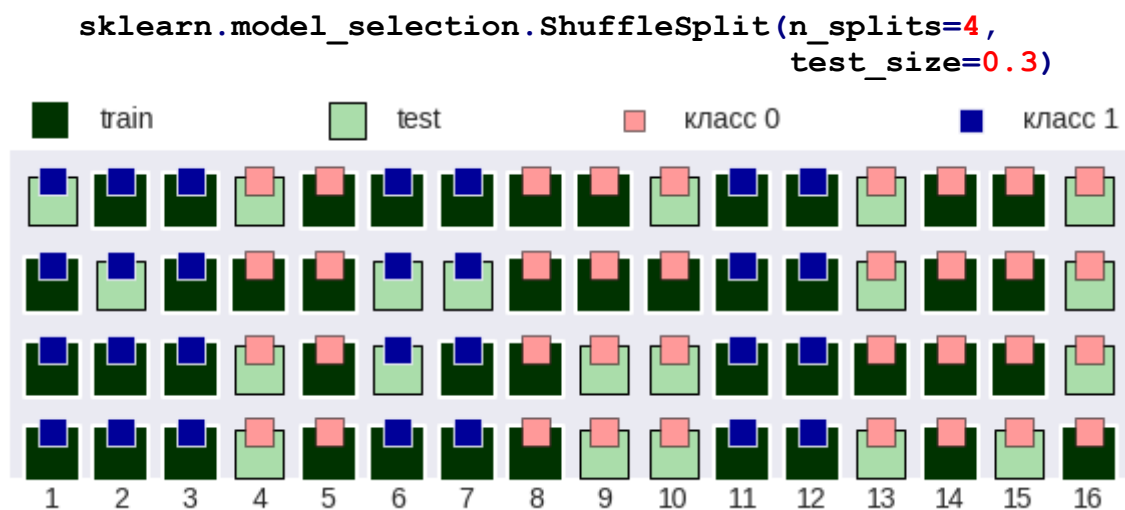 sklearn.model_selection.ShuffleSplit(n_splits=4,
test_size=0.3)
train test класс 0 класс 1
1 2 3 4 5 6 7 8 9 10 11 12 13 14 15 16